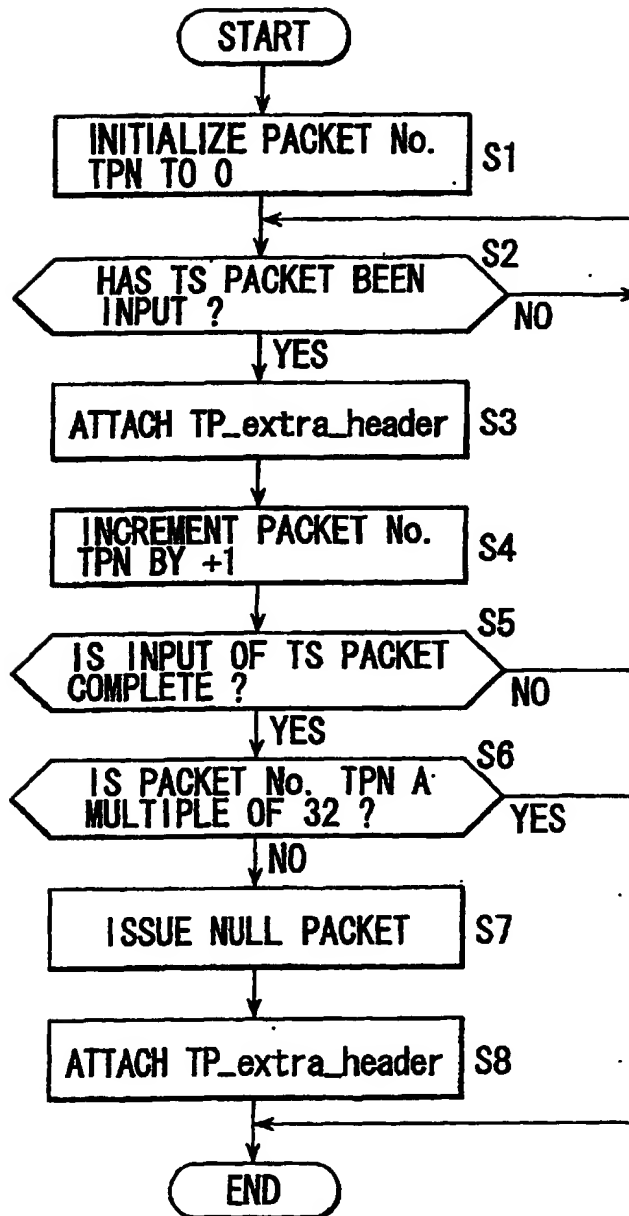 START
INITIALIZE PACKET No.
TPN TO 0
S1
S2
HAS TS PACKET BEEN
INPUT ?
NO
YES
ATTACH TP_extra_header
S3
INCREMENT PACKET No.
TPN BY +1
S4
S5
IS INPUT OF TS PACKET
COMPLETE ?
NO
YES
S6
IS PACKET No. TPN A
MULTIPLE OF 32 ?
YES
NO
ISSUE NULL PACKET
S7
ATTACH TP_extra_header
S8
END